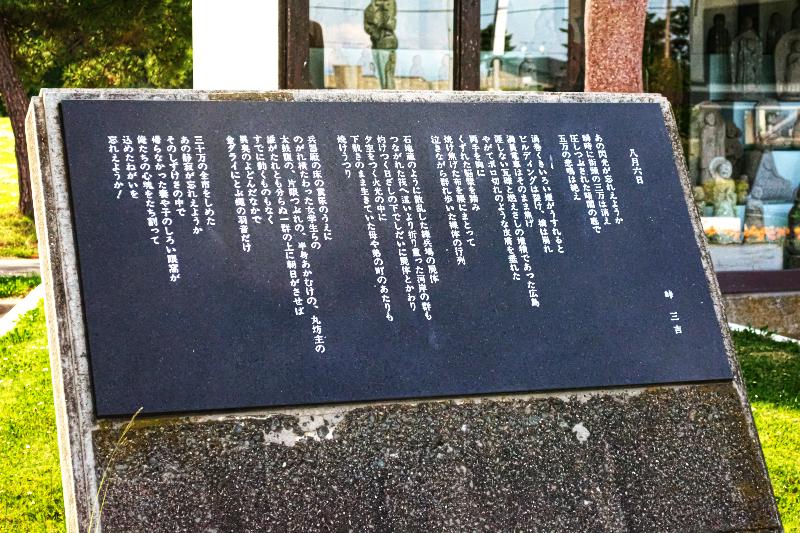 八月六日
峠 三吉
あの閃光が忘れえようか
瞬時に街頭の三万は消え
圧しつぶされた暗闇の底で
五万の悲鳴は絶え
渦巻くきいろい煙がうすれると
ビルディングは裂け、橋は崩れ
満員電車はそのまま焦げ
涯しない瓦礫と燃えさしの堆積であった広島
やがてボロ切れのような皮膚を垂れた
両手を胸に
くずれた脳漿を踏み
焼け焦げた布を腰にまとって
泣きながら群れ歩いた裸体の行列
石地蔵のように散乱した練兵場の屍体
つながれた筏へ這いより折り重った河岸の群も
灼けつく日ざしの下でしだいに屍体とかわり
夕空をつく火光の中に
下敷きのまま生きていた母や弟の町のあたりも
焼けうつり
兵器廠の床の糞尿のうえに
のがれ横たわった女学生らの
太鼓腹の、片眼つぶれの、半身あかむけの、丸坊主の
誰がたれとも分らぬ一群の上に朝日がさせば
すでに動くものもなく
異臭のよどんだなかで
金ダライにとぶ蠅の羽音だけ
三十万の全市をしめた
あの静寂が忘れえようか
そのしずけさの中で
帰らなかった妻や子のしろい眼窩が
俺たちの心魂をたち割って
込めたねがいを
忘れえようか！